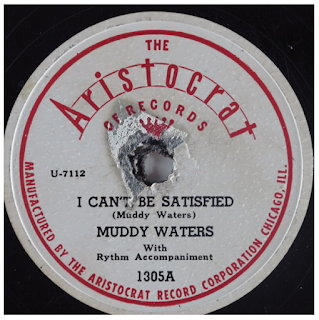 THE
Aristocrat
OF RECORDS
U-7112
I CAN'T BE SATISFIED
(Muddy Waters)
MUDDY WATERS
With
Rythm Accompaniment
1305A
MANUFACTURED BY THE ARISTOCRAT RECORD CORPORATION CHICAGO, ILL.